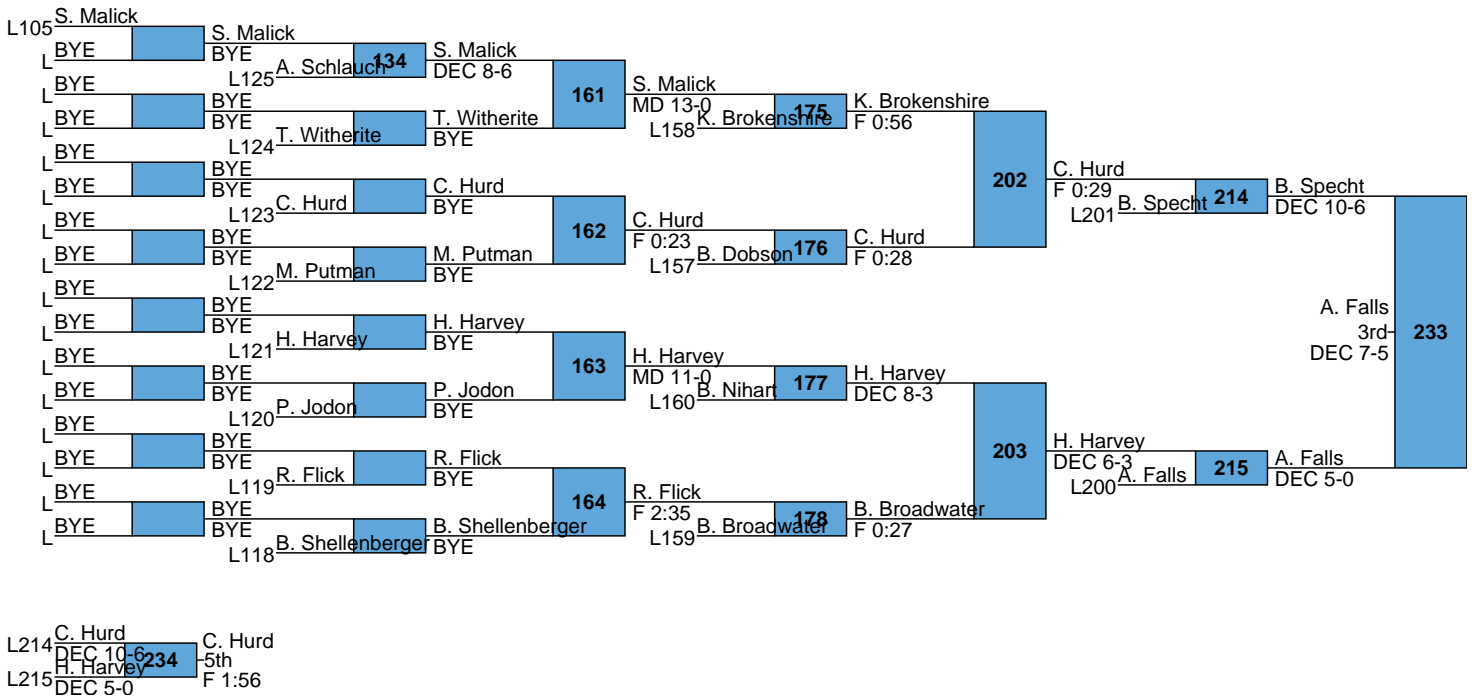 L105 S. Malick
L BYE
S. Malick
BYE
L BYE
L BYE
BYE
BYE
L BYE
L BYE
BYE
BYE
L BYE
L BYE
BYE
BYE
L BYE
L BYE
BYE
BYE
L BYE
L BYE
BYE
BYE
L BYE
L BYE
BYE
BYE
L BYE
L BYE
BYE
BYE
L125 A. Schlauch
134
S. Malick
DEC 8-6
L124 T. Witherite
T. Witherite
BYE
L123 C. Hurd
C. Hurd
BYE
L122 M. Putman
M. Putman
BYE
L121 H. Harvey
H. Harvey
BYE
L120 P. Jodon
P. Jodon
BYE
L119 R. Flick
R. Flick
BYE
L118 B. Shellenberger
B. Shellenberger
BYE
161
S. Malick
MD 13-0
L158 K. Brokenshire
162
C. Hurd
F 0:23
L157 B. Dobson
163
H. Harvey
MD 11-0
L160 B. Nihart
164
R. Flick
F 2:35
L159 B. Broadwater
175
K. Brokenshire
F 0:56
176
C. Hurd
F 0:28
177
H. Harvey
DEC 8-3
178
B. Broadwater
F 0:27
202
C. Hurd
F 0:29
L201 B. Specht
203
H. Harvey
DEC 6-3
L200 A. Falls
214
B. Specht
DEC 10-6
215
A. Falls
DEC 5-0
233
A. Falls
3rd
DEC 7-5
L214 C. Hurd
DEC 10-6
L215 H. Harvey
DEC 5-0
234
C. Hurd
5th
F 1:56